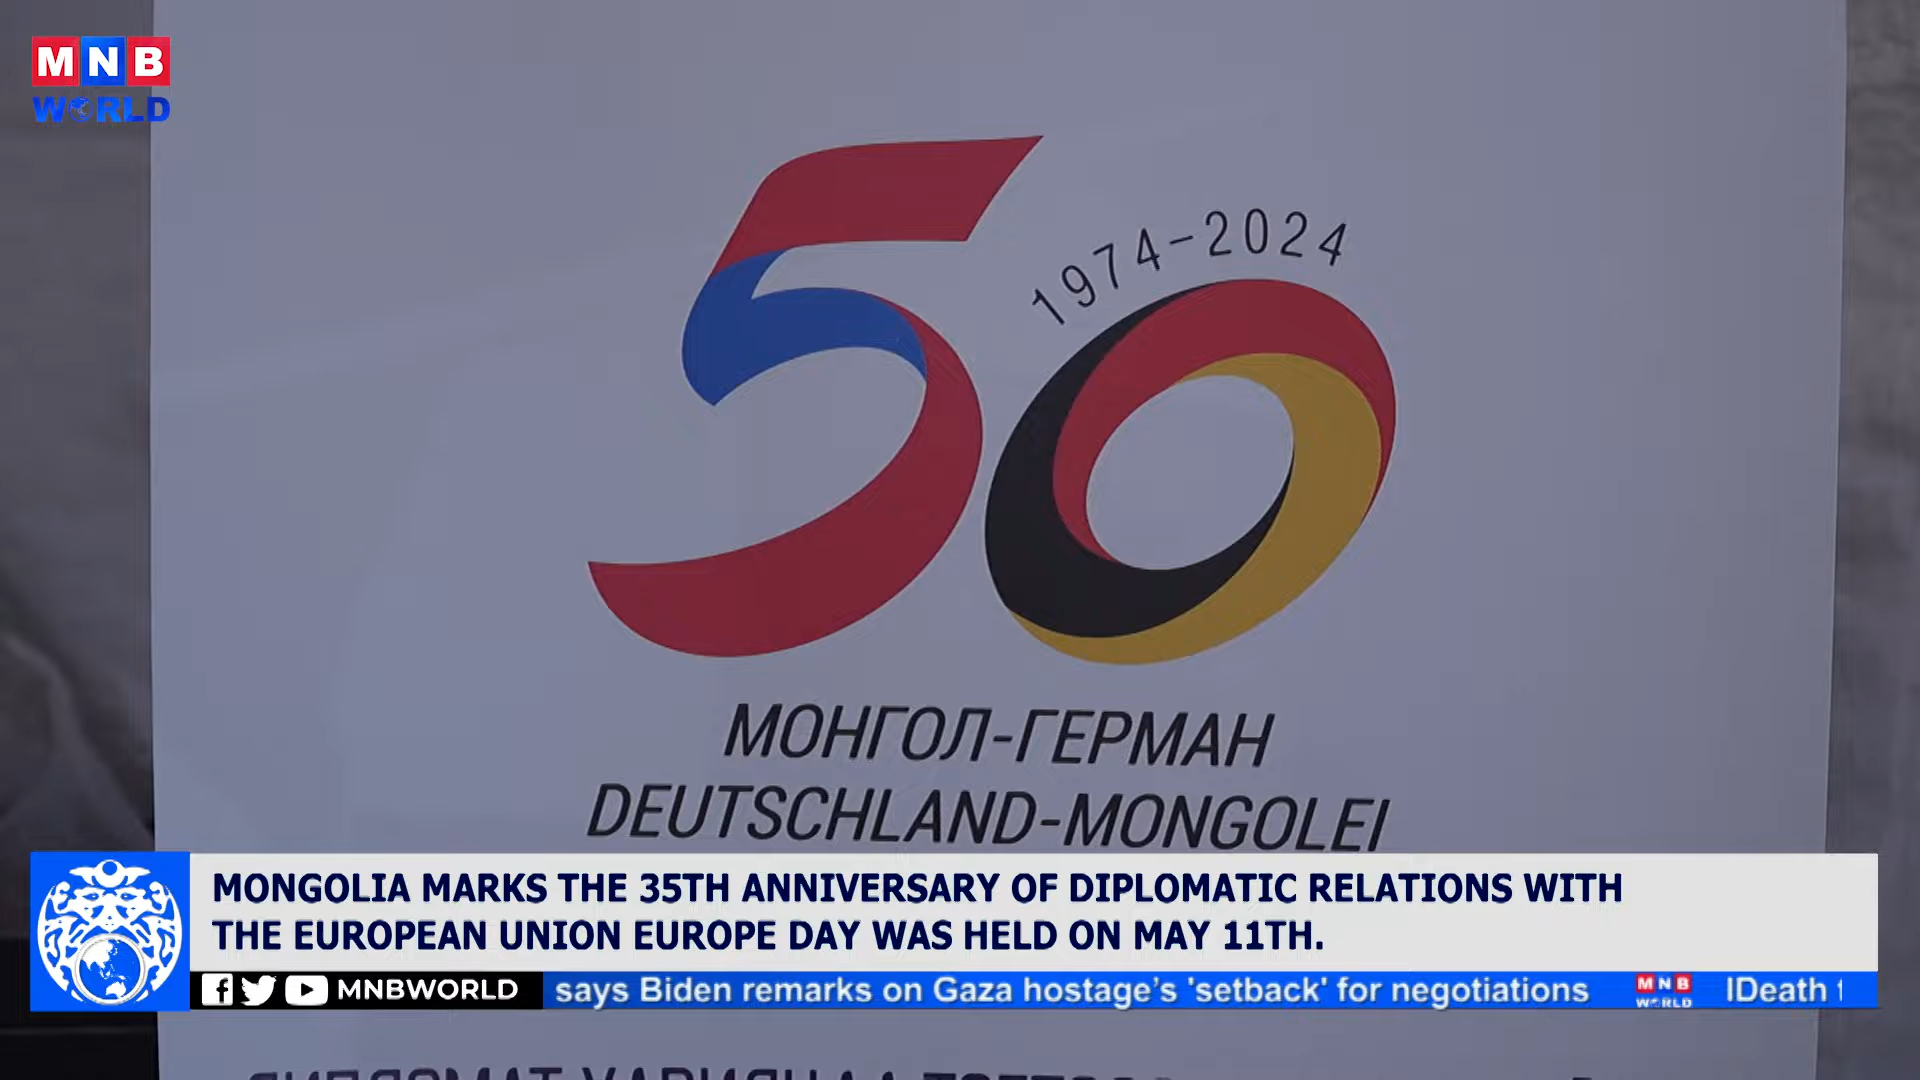 MNB
WORLD
50
1974-2024
МОНГОЛ-ГЕРМАН
DEUTSCHLAND-MONGOLEI
MONGOLIA MARKS THE 35TH ANNIVERSARY OF DIPLOMATIC RELATIONS WITH
THE EUROPEAN UNION EUROPE DAY WAS HELD ON MAY 11TH.
MNBWORLD
says Biden remarks on Gaza hostage’s 'setback' for negotiations
MNB
WORLD
IDeath